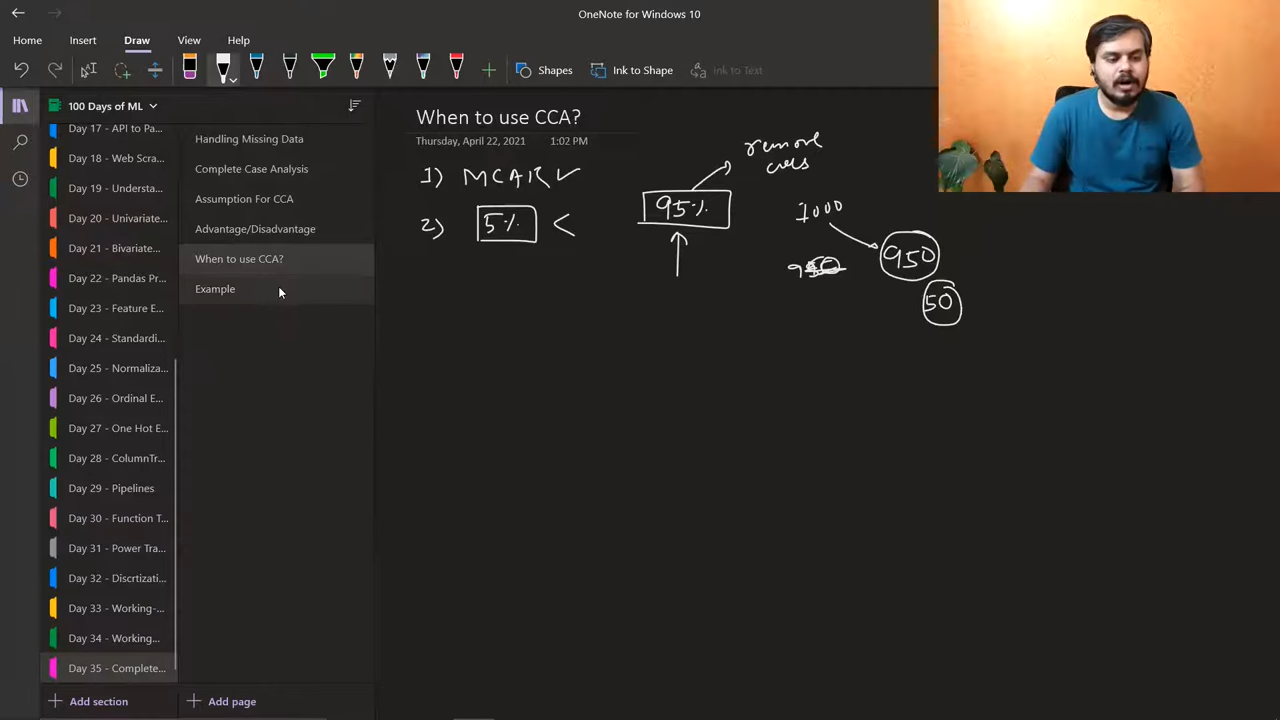 OneNote for Windows 10
Home
Insert
Draw
View
Help
Shapes
Ink to Shape
Ink to Text
100 Days of ML
Day 17 - API to Pa...
Day 18 - Web Scra...
Day 19 - Understa...
Day 20 - Univariate...
Day 21 - Bivariate...
Day 22 - Pandas Pr...
Day 23 - Feature E...
Day 24 - Standardi...
Day 25 - Normaliza...
Day 26 - Ordinal E...
Day 27 - One Hot E...
Day 28 - ColumnTr...
Day 29 - Pipelines
Day 30 - Function T...
Day 31 - Power Tra...
Day 32 - Discrtizati...
Day 33 - Working-...
Day 34 - Working...
Day 35 - Complete...
Add section
Handling Missing Data
Complete Case Analysis
Assumption For CCA
Advantage/Disadvantage
When to use CCA?
Example
Add page
When to use CCA?
Thursday, April 22, 2021 1:02 PM
1) MCAR
2) 5% <
95%
remove
1000
950
50